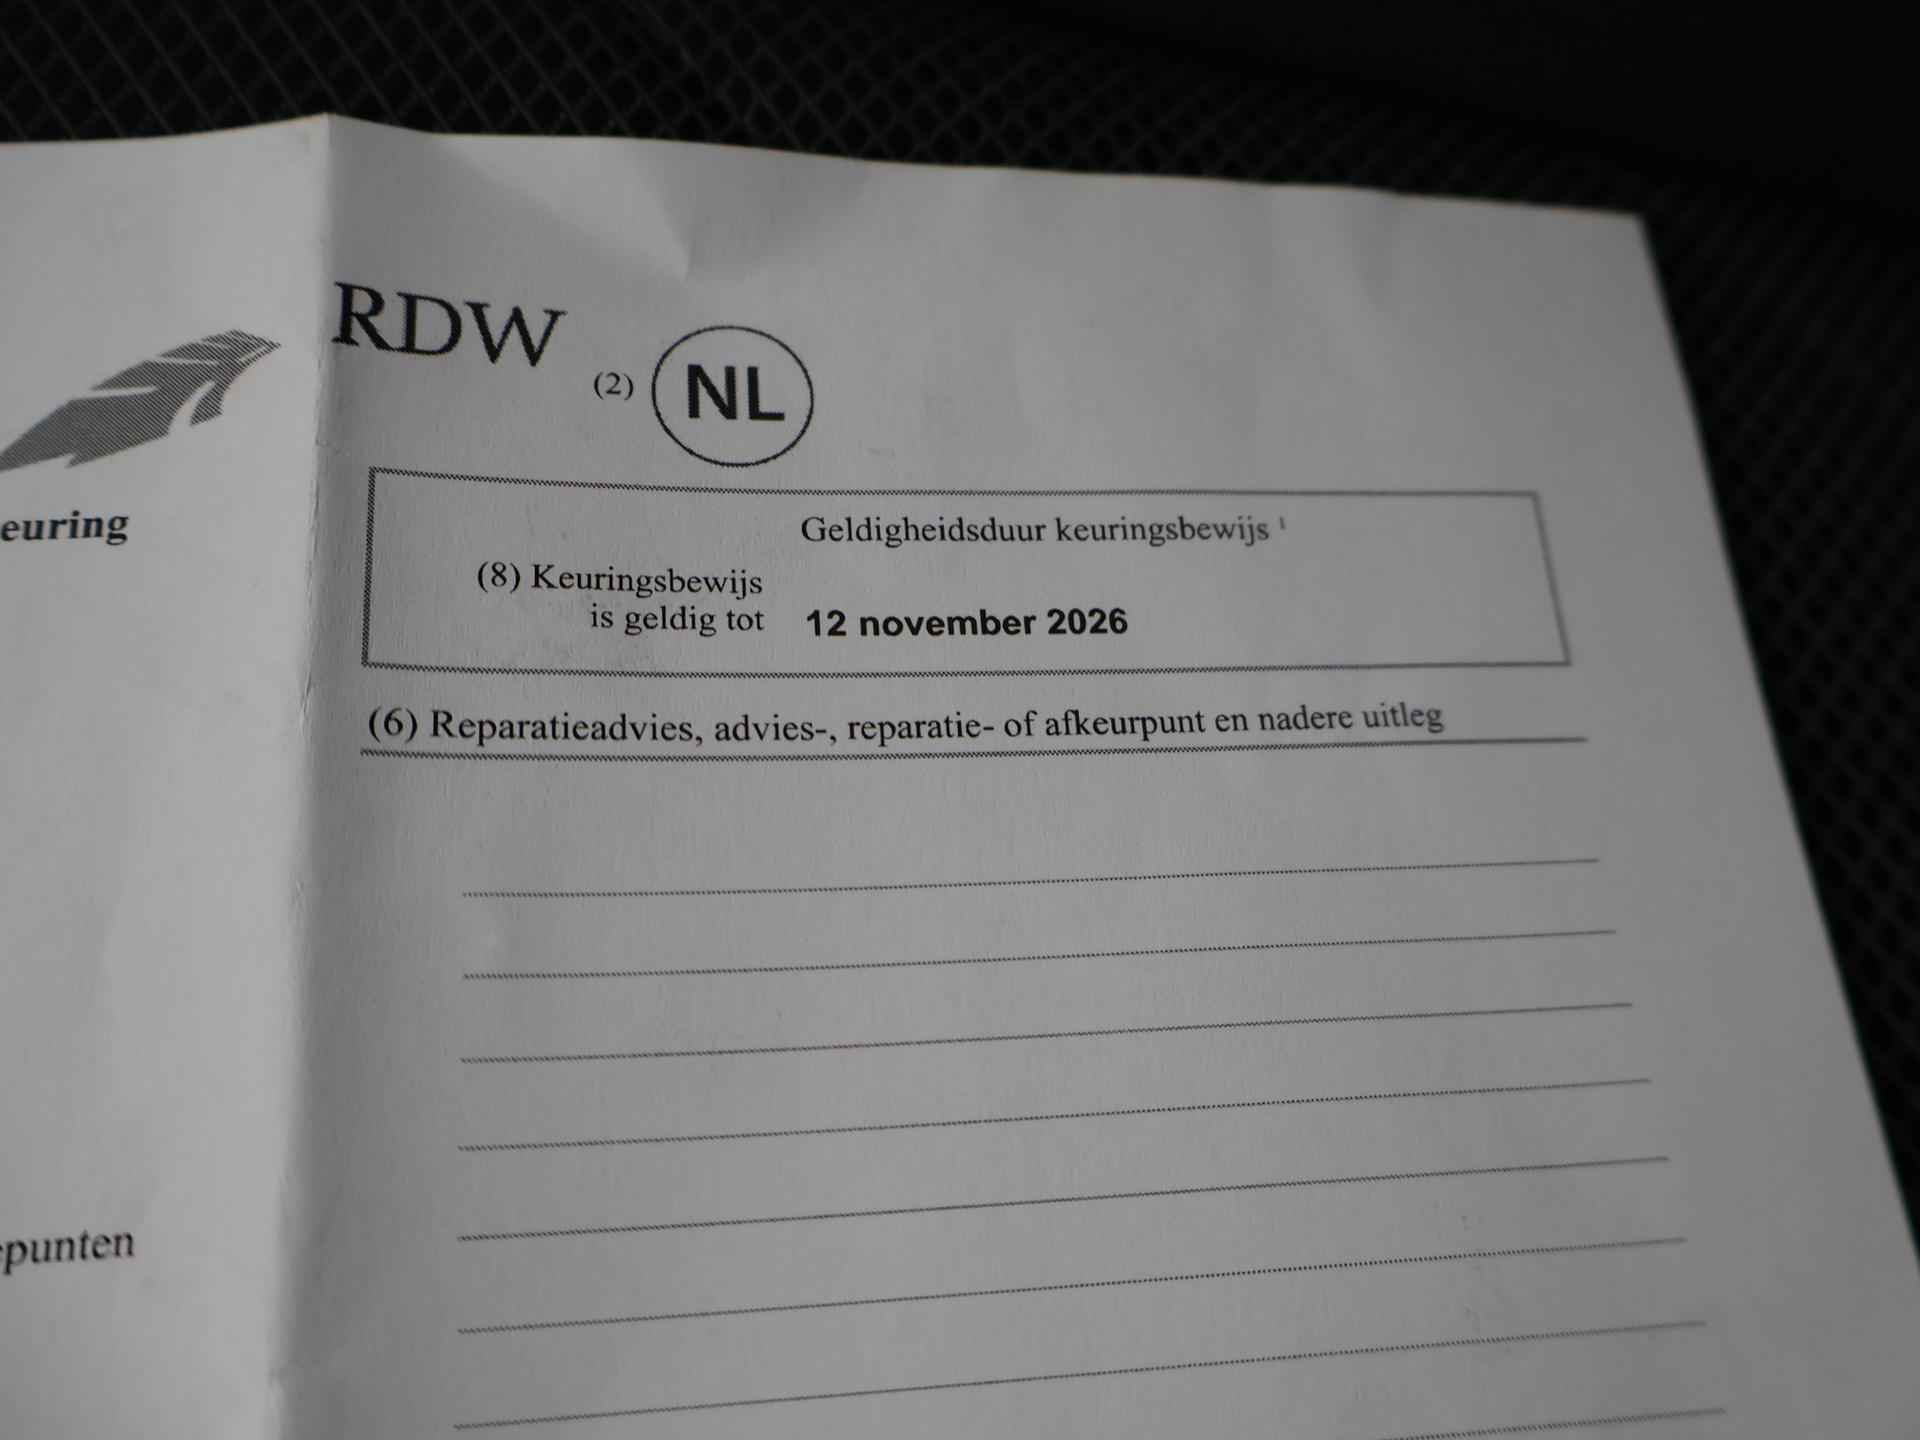 RDW
(2) NL
euring
Geldigheidsduur keuringsbewijs 1
(8) Keuringsbewijs
is geldig tot 12 november 2026
(6) Reparatieadvies, advies-, reparatie- of afkeurpunt en nadere uitleg
punten